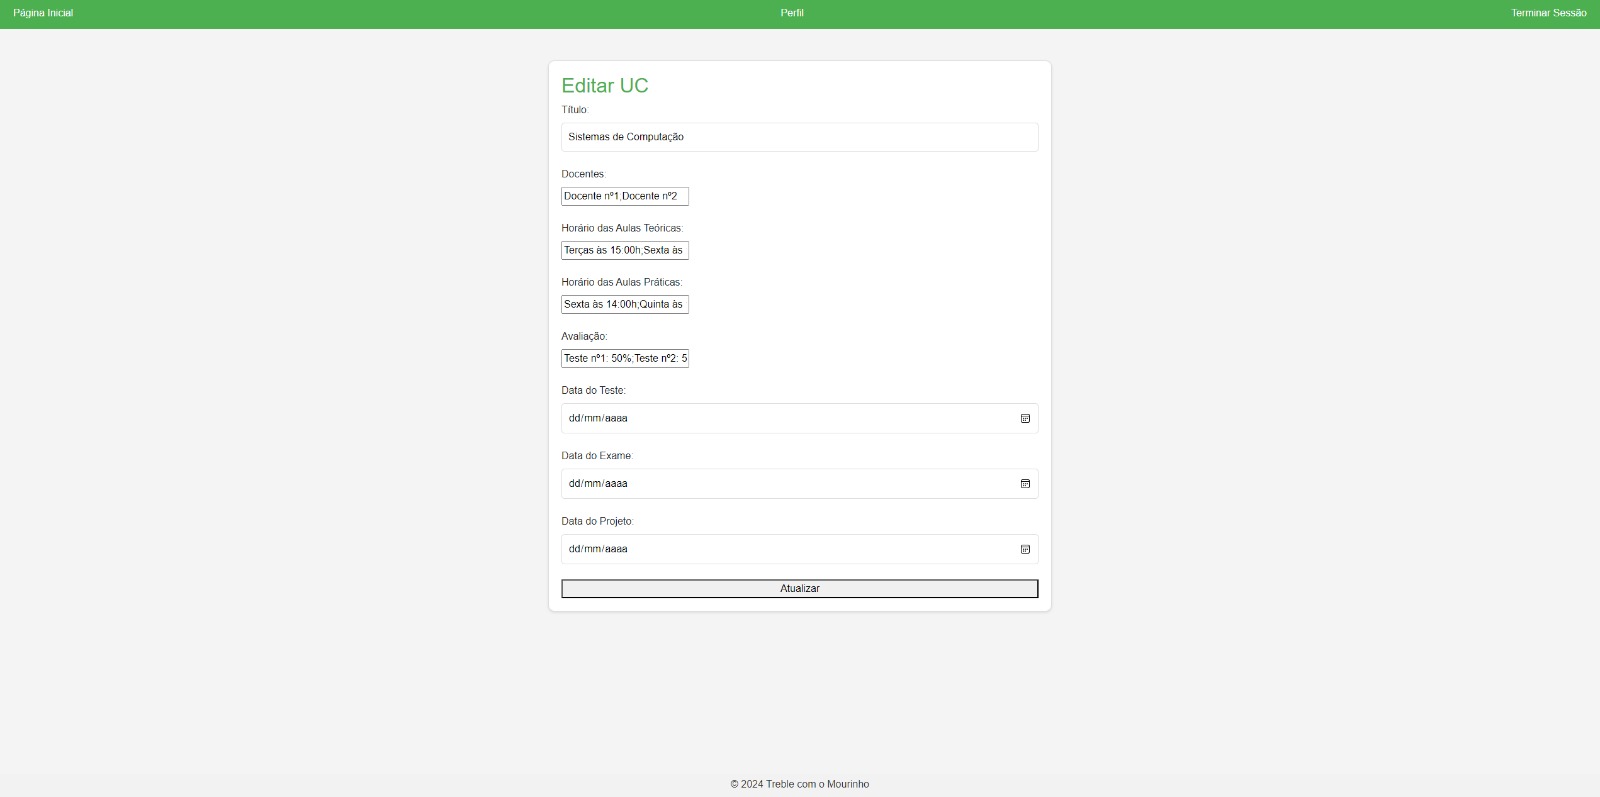 Página Inicial Perfil Terminar Sessão
Editar UC
Título:
Sistemas de Computação
Docentes:
Docente nº1;Docente nº2
Horário das Aulas Teóricas:
Terças às 15:00h;Sexta às
Horário das Aulas Práticas:
Sexta às 14:00h;Quinta às
Avaliação:
Teste nº1: 50%;Teste nº2: 5
Data do Teste:
dd/mm/aaaa
Data do Exame:
dd/mm/aaaa
Data do Projeto:
dd/mm/aaaa
Atualizar
© 2024 Treble com o Mourinho